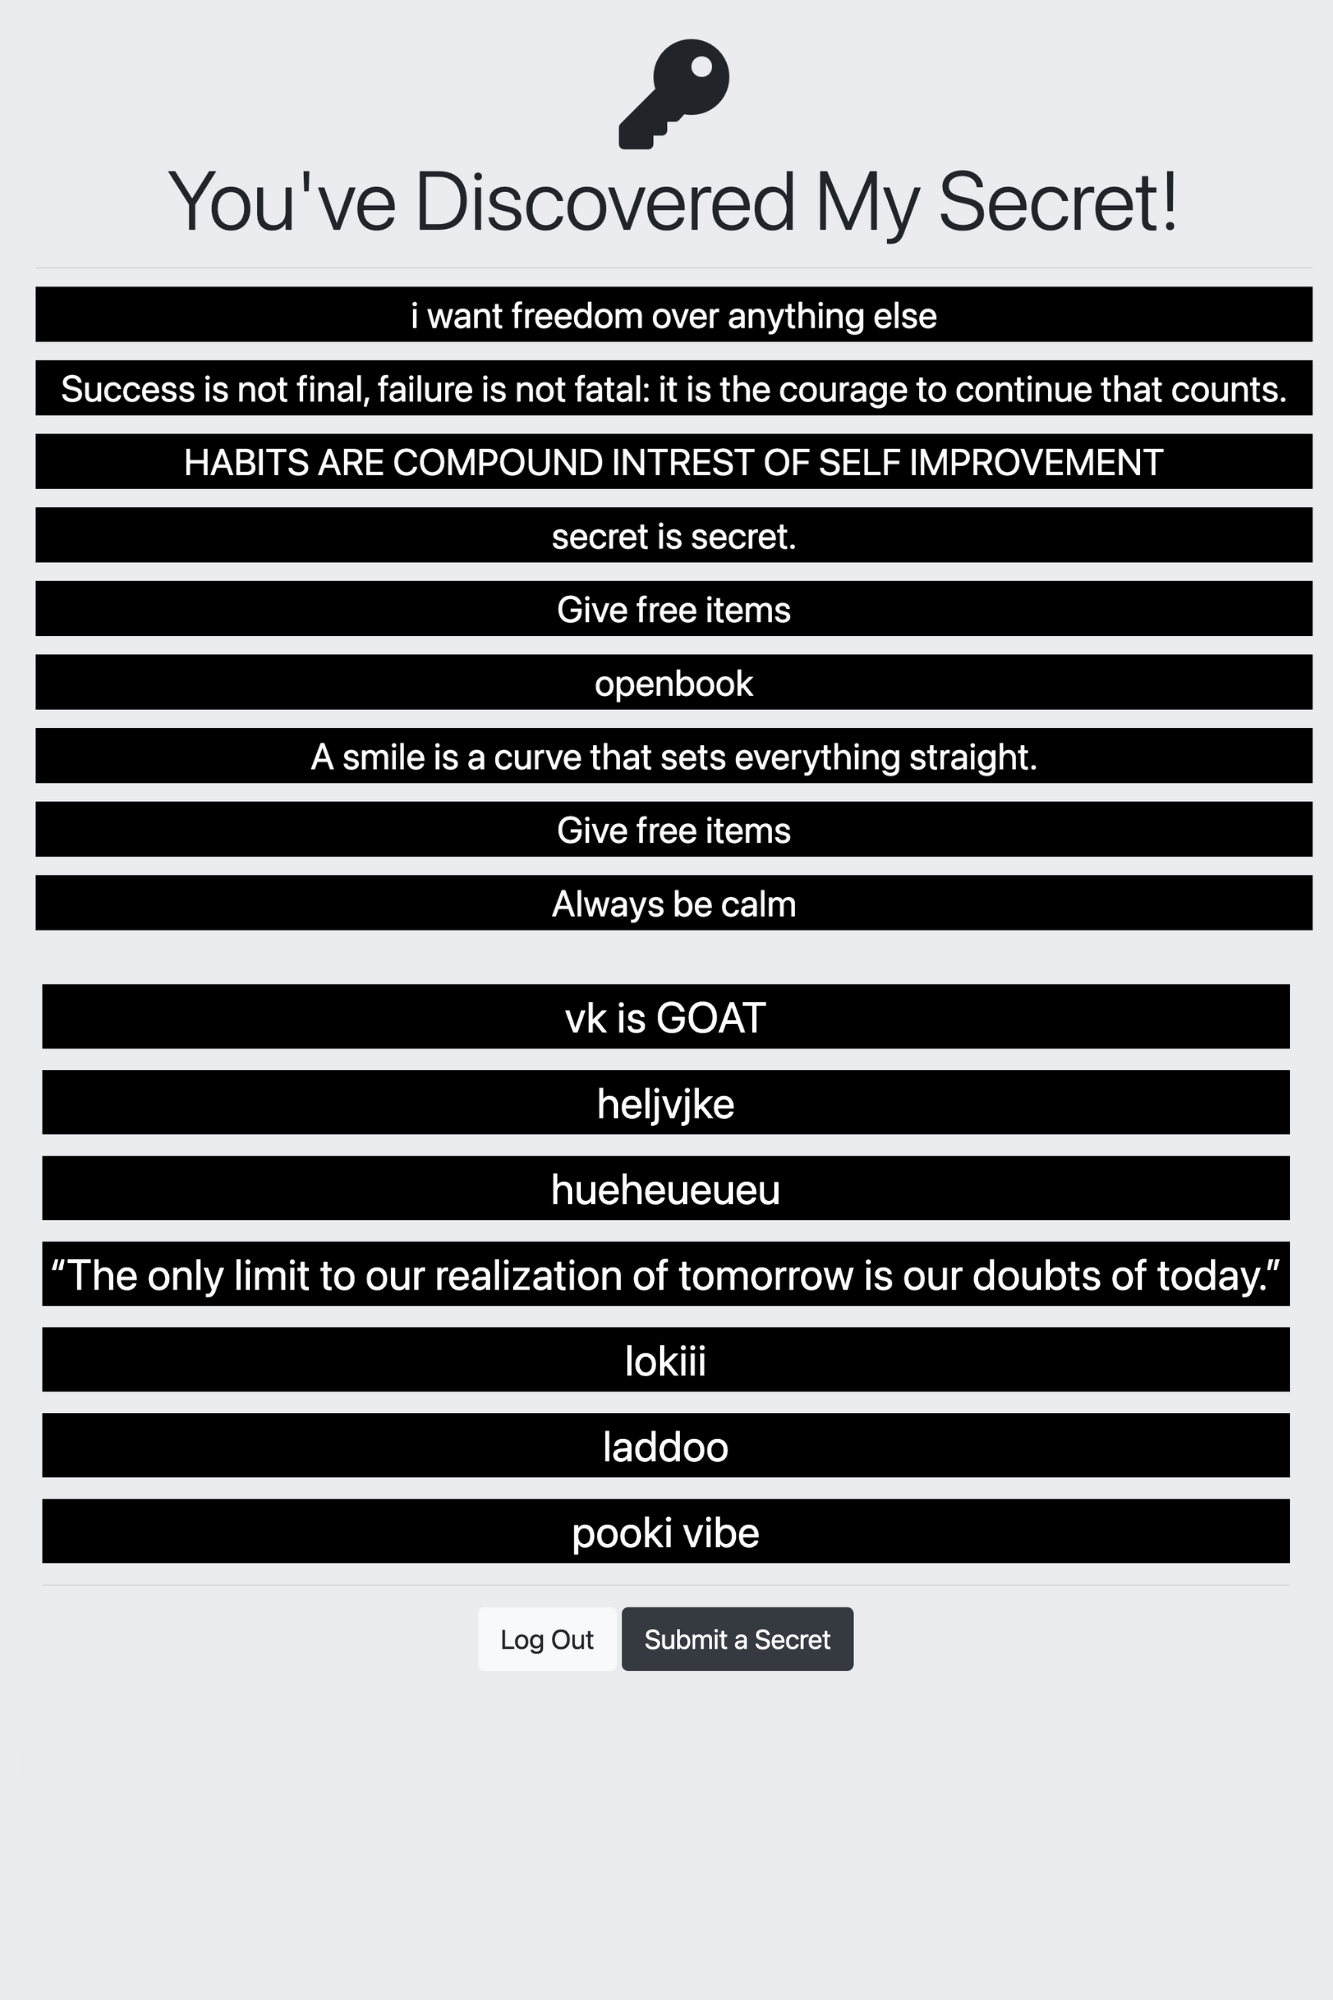 You've Discovered My Secret!
i want freedom over anything else
Success is not final, failure is not fatal: it is the courage to continue that counts.
HABITS ARE COMPOUND INTREST OF SELF IMPROVEMENT
secret is secret.
Give free items
openbook
A smile is a curve that sets everything straight.
Give free items
Always be calm
vk is GOAT
heljvjke
hueheueueu
“The only limit to our realization of tomorrow is our doubts of today.”
lokiii
laddoo
pooki vibe
Log Out Submit a Secret